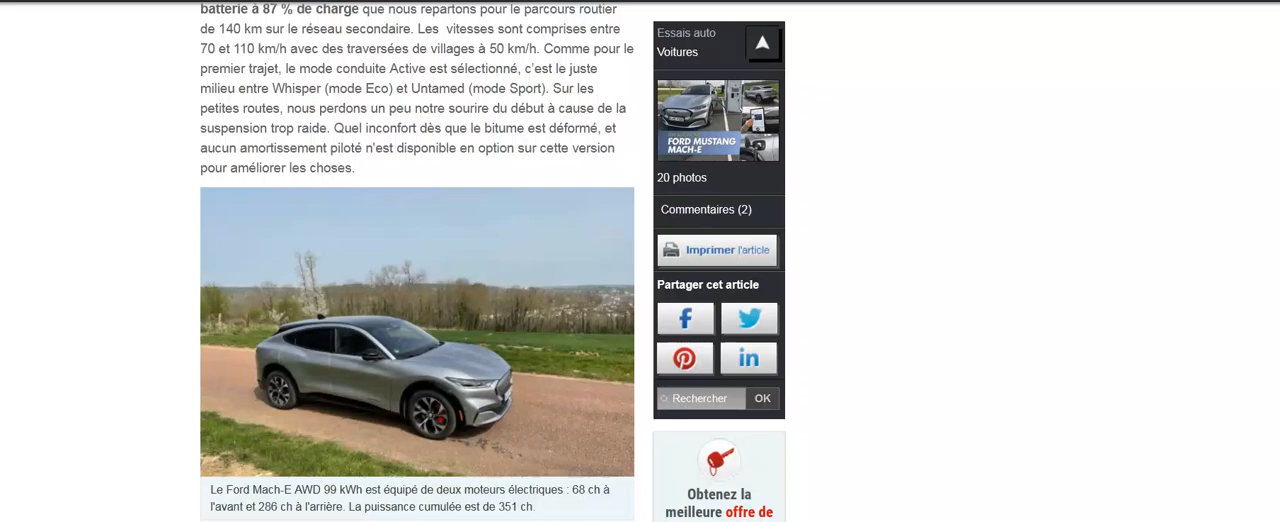 batterie à 87 % de charge que nous repartons pour le parcours routier
de 140 km sur le réseau secondaire. Les  vitesses sont comprises entre
70 et 110 km/h avec des traversées de villages à 50 km/h. Comme pour le
premier trajet, le mode conduite Active est sélectionné, c'est le juste
milieu entre Whisper (mode Eco) et Untamed (mode Sport). Sur les
petites routes, nous perdons un peu notre sourire du début à cause de la
suspension trop raide. Quel inconfort dès que le bitume est déformé, et
aucun amortissement piloté n'est disponible en option sur cette version
pour améliorer les choses.
Le Ford Mach-E AWD 99 kWh est équipé de deux moteurs électriques : 68 ch à
l'avant et 286 ch à l'arrière. La puissance cumulée est de 351 ch.
Essais auto
Voitures
FORD MUSTANG
MACH-E
20 photos
Commentaires (2)
Imprimer l'article
Partager cet article
Rechercher OK
Obtenez la
meilleure offre de